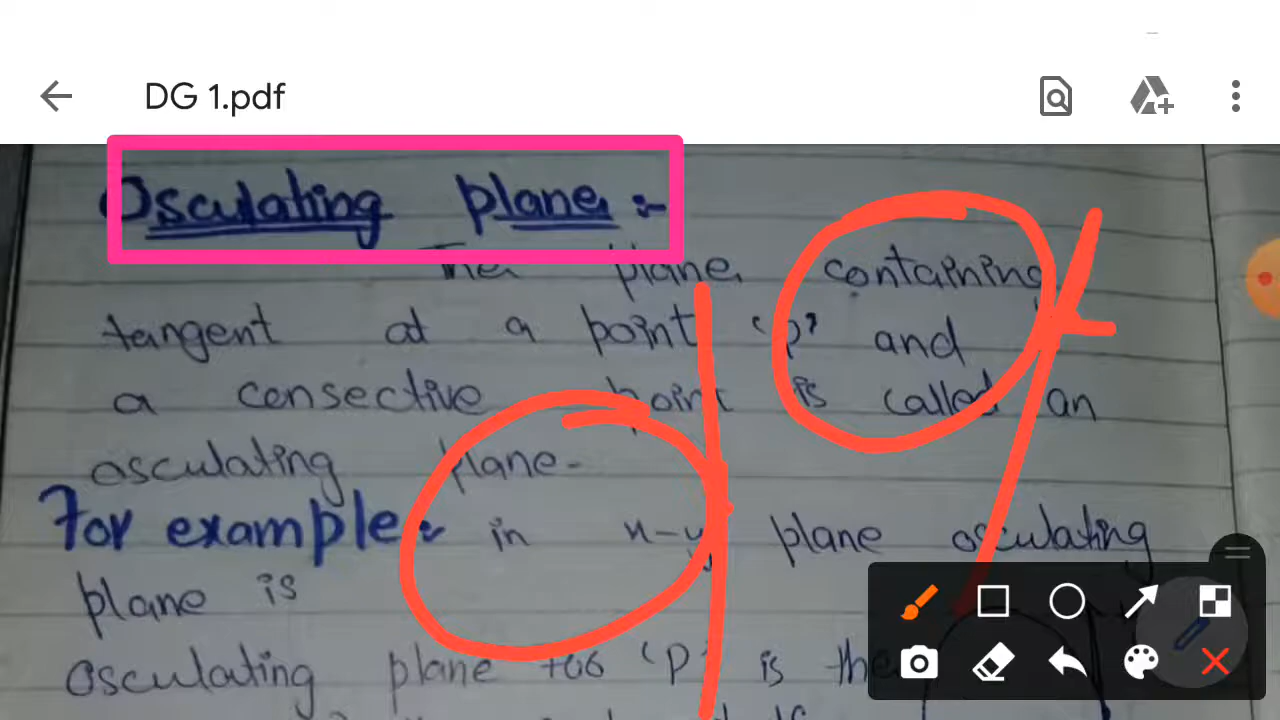 DG 1.pdf
Osculating plane :-
The plane containing
tangent at a point 'p' and
a consective point is called an
osculating plane-
For example:- in x-y plane osculating
plane is
osculating plane too 'p' is the